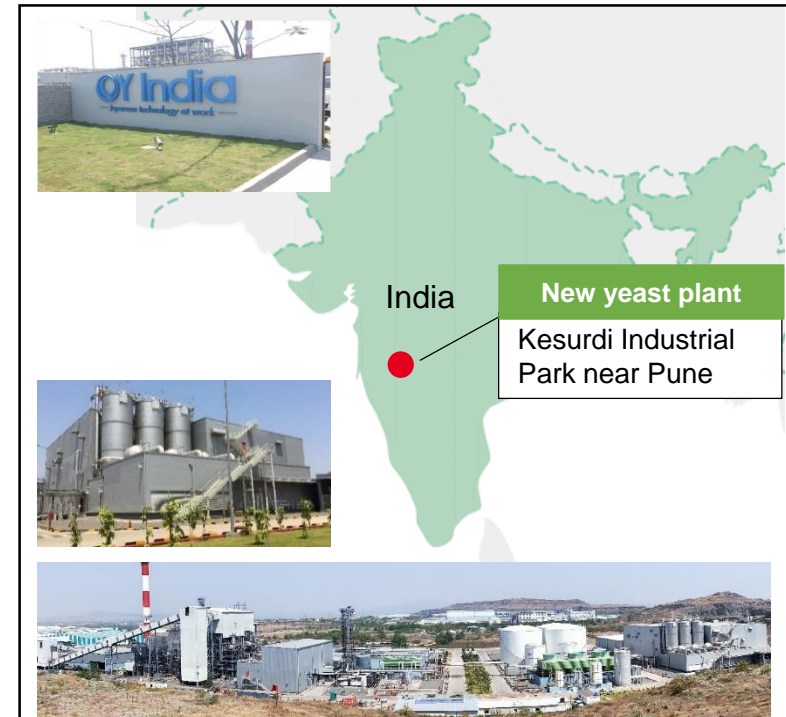 OY India
Japanese technology at work
India
New yeast plant
Kesurdi Industrial
Park near Pune